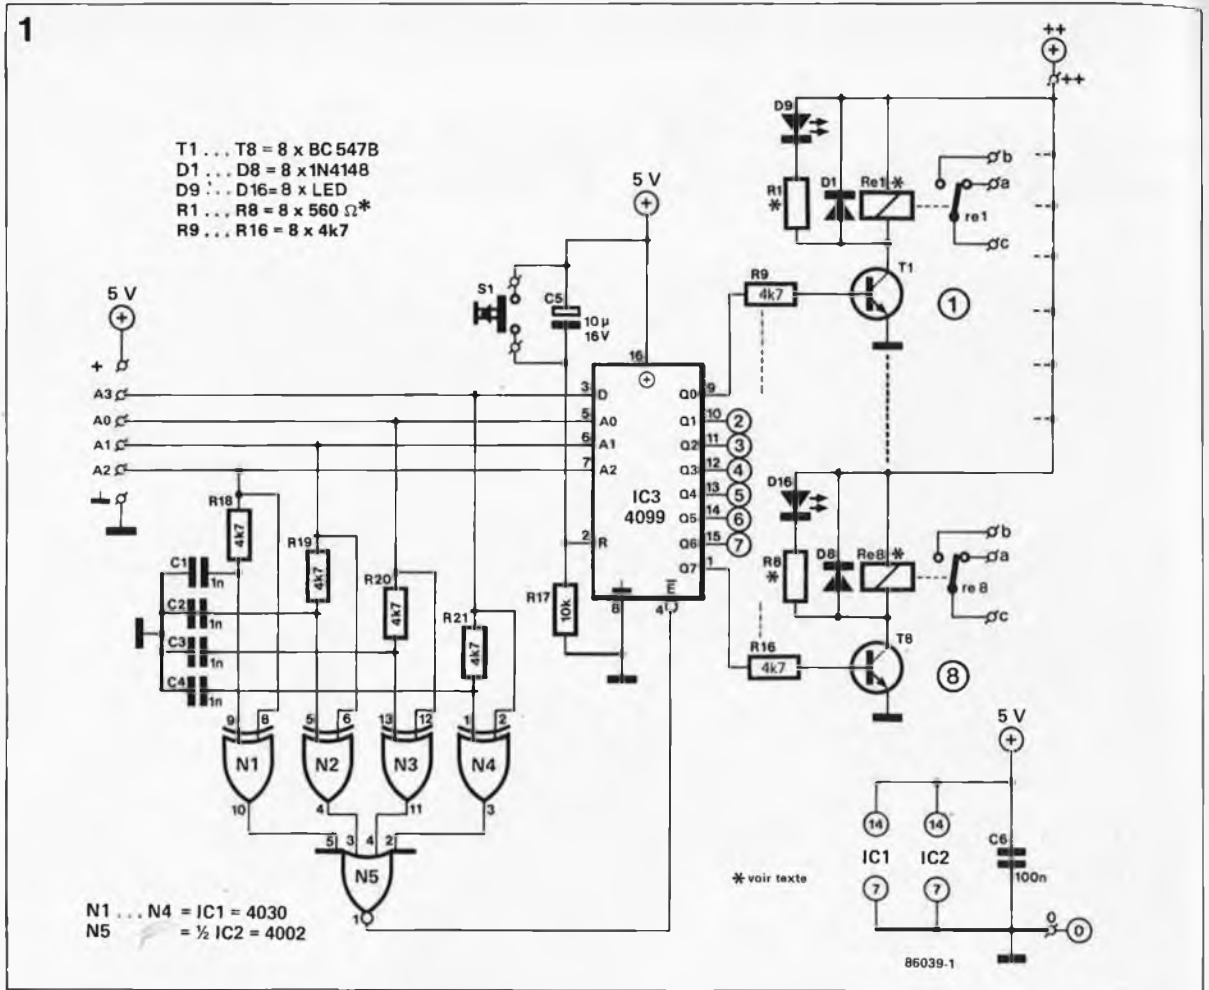 1
++
++
T1 ... T8 = 8 x BC 547B
D1 ... D8 = 8 x 1N4148
D9 ... D16 = 8 x LED
R1 ... R8 = 8 x 560 Ω*
R9 ... R16 = 8 x 4k7
5 V
+
A3
A0
A1
A2
5 V
S1
C5
10 µ
16V
16
3
D
5
A0
6
A1
7
A2
2
R
IC3
4099
8
4
E
Q0
9
Q1
10
2
Q2
11
3
Q3
12
4
Q4
13
5
Q5
14
6
Q6
15
7
Q7
1
R17
10k
D9
R1
*
D1
Re1 *
b
a
re1
c
R9
4k7
T1
1
D16
R8
*
D8
Re8 *
b
a
re 8
c
R16
4k7
T8
8
R18
4k7
R19
4k7
R20
4k7
R21
4k7
C1
1n
C2
1n
C3
1n
C4
1n
9
8
N1
10
5
6
N2
4
13
12
N3
11
1
2
N4
3
5
3
4
2
N5
1
N1 ... N4 = IC1 = 4030
N5 = ½ IC2 = 4002
5 V
14
14
IC1
IC2
7
7
C6
100n
0
0
* voir texte
86039-1